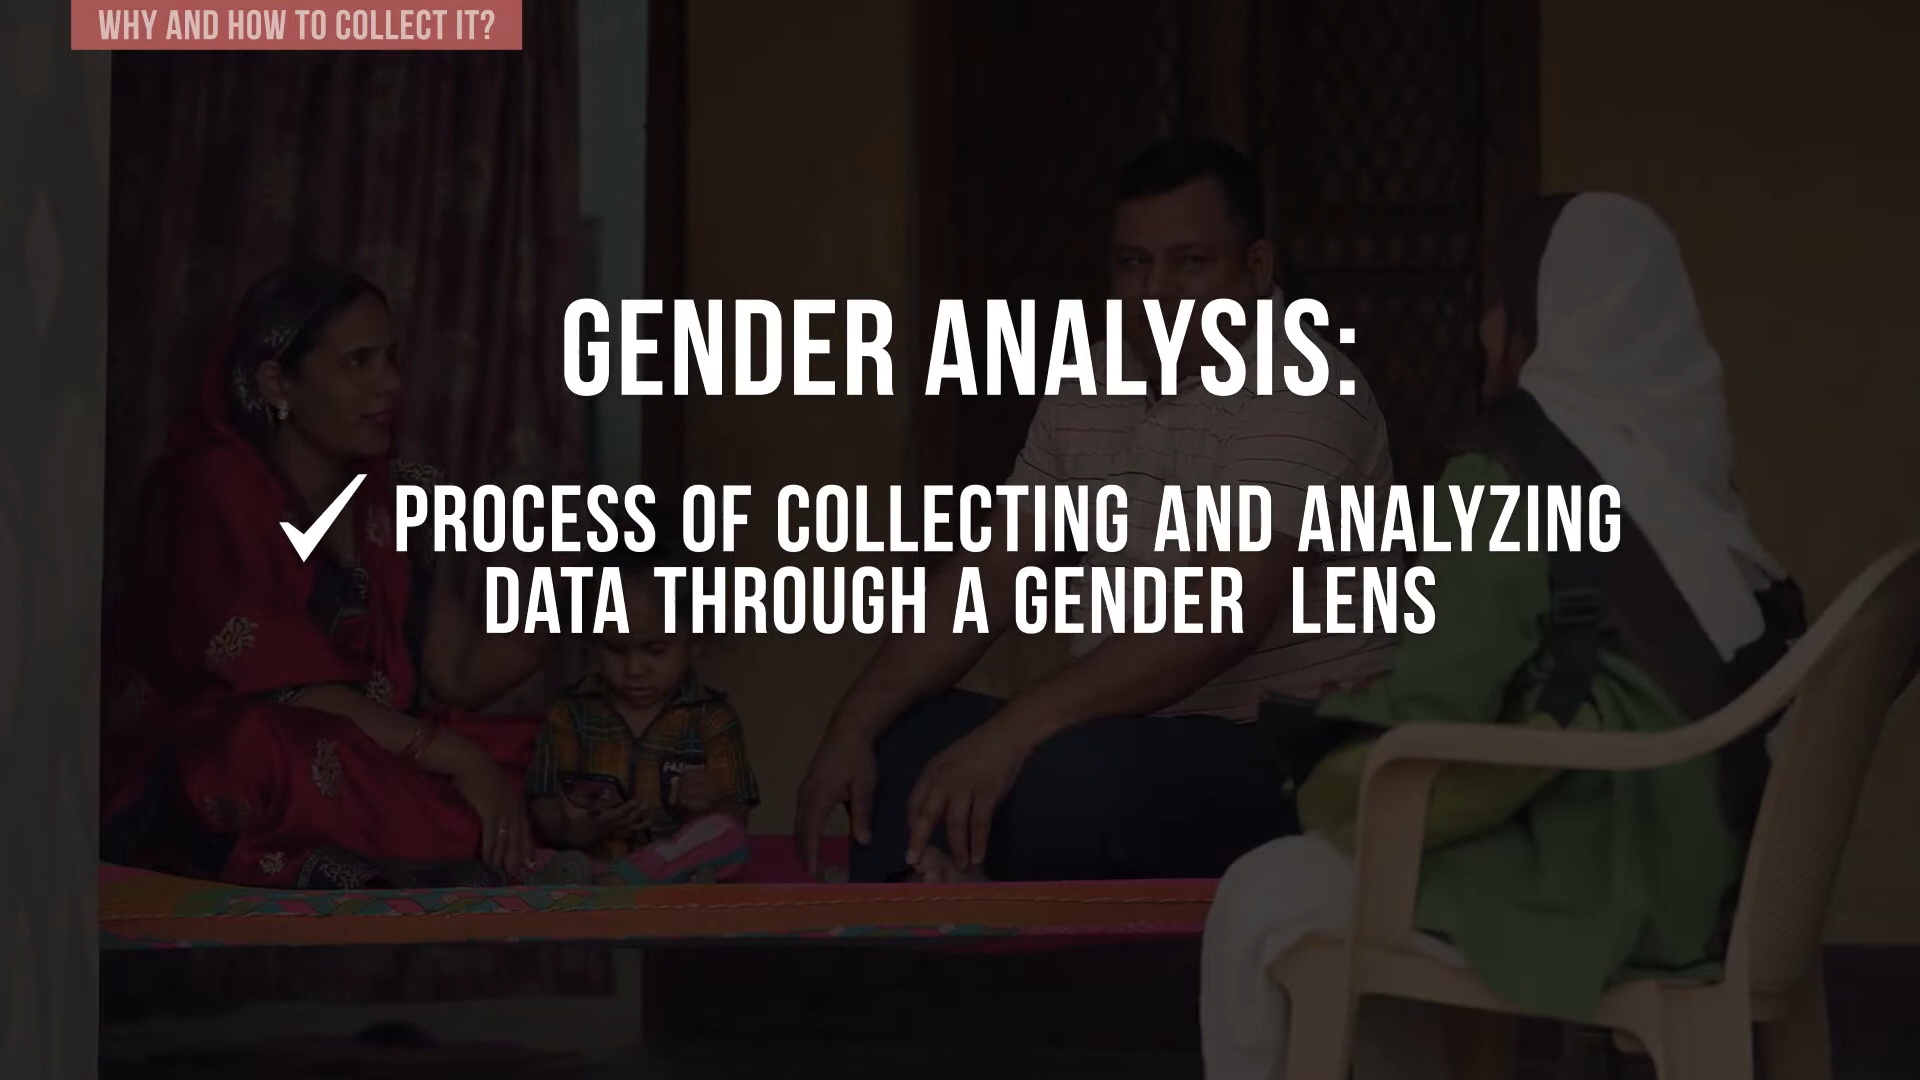 WHY AND HOW TO COLLECT IT?
GENDER ANALYSIS:
✓ PROCESS OF COLLECTING AND ANALYZING
DATA THROUGH A GENDER LENS